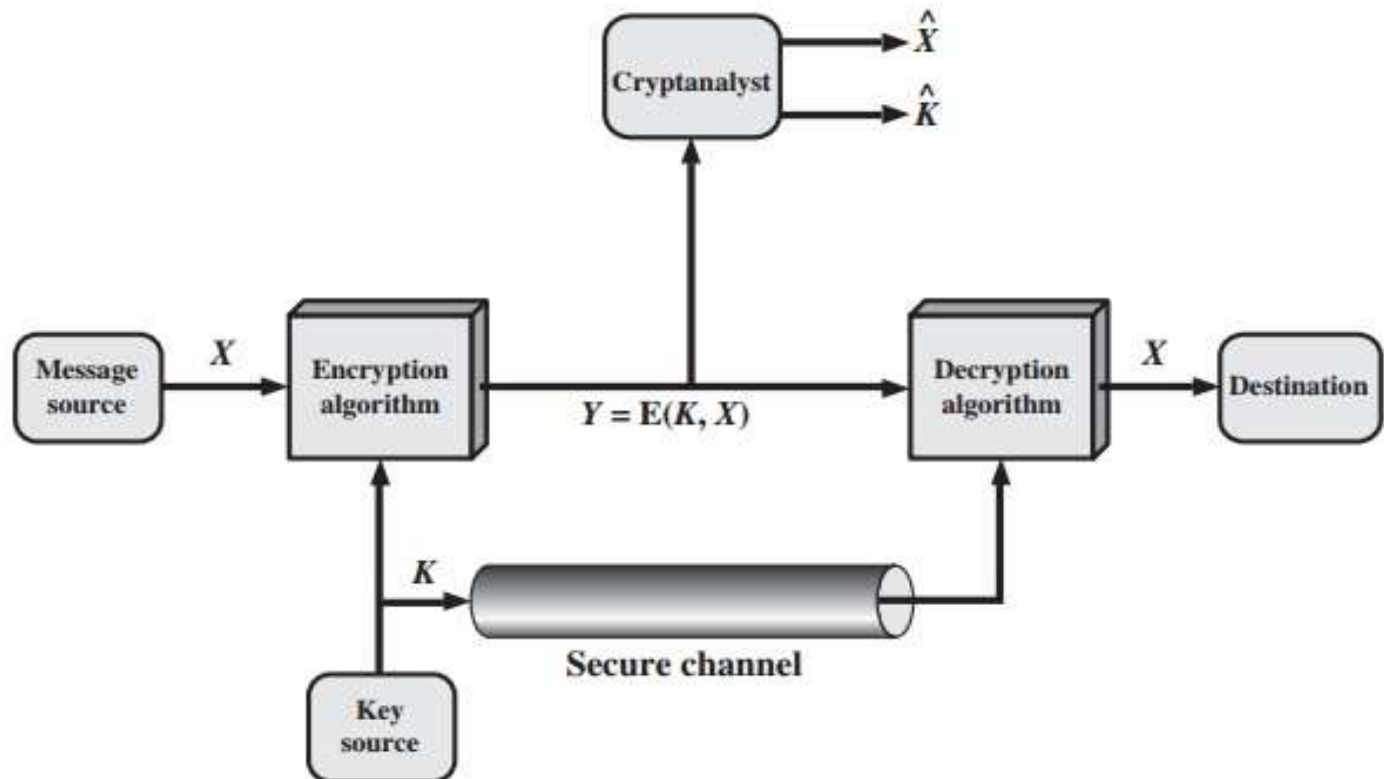 X̂
Cryptanalyst
K̂
Message
source
X
Encryption
algorithm
Y = E(K, X)
Decryption
algorithm
X
Destination
K
Secure channel
Key
source